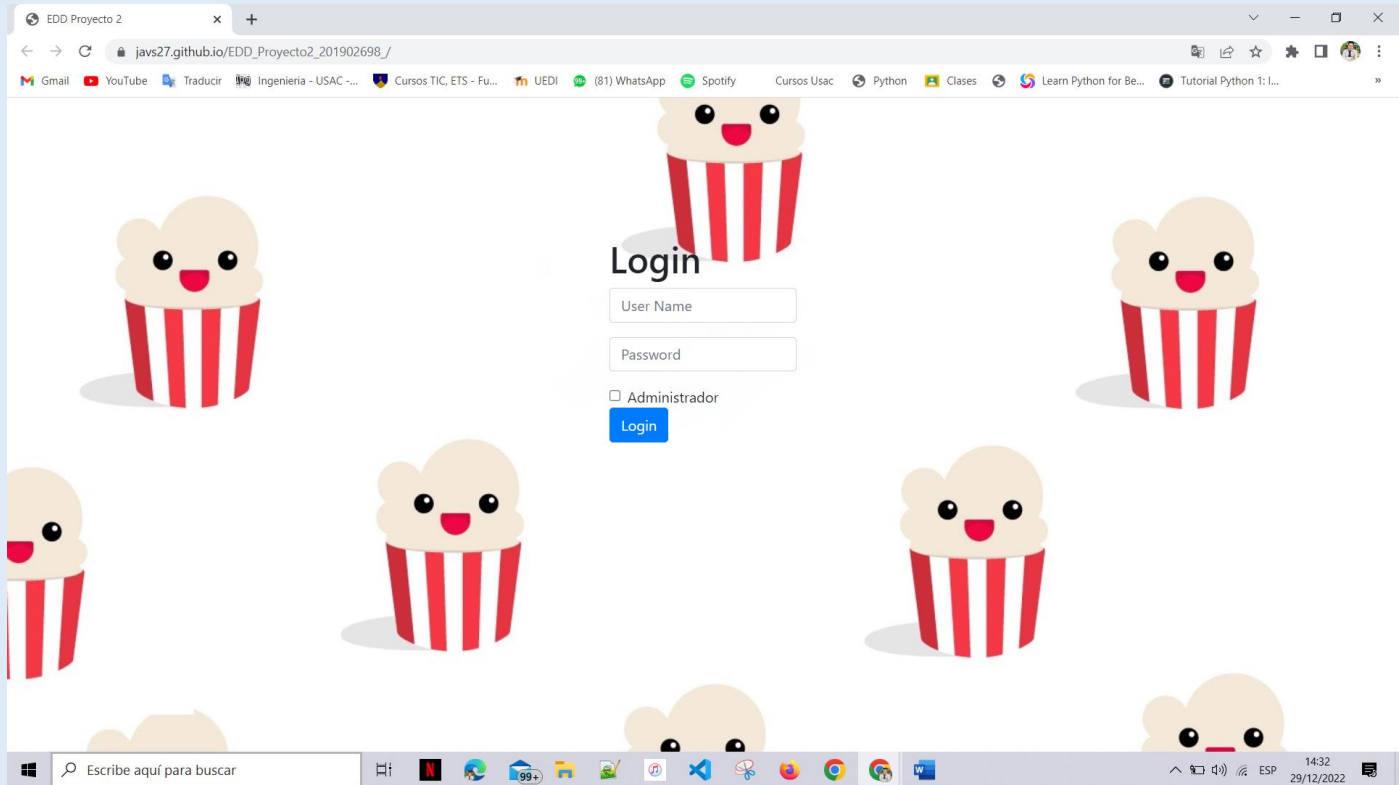 EDD Proyecto 2
javs27.github.io/EDD_Proyecto2_201902698_/
Gmail YouTube Traducir Ingenieria - USAC -... Cursos TIC, ETS - Fu... UEDI (81) WhatsApp Spotify Cursos Usac Python Clases Learn Python for Be... Tutorial Python 1: I... »
Login
User Name
Password
Administrador
Login
Escribe aquí para buscar
99+
ESP
14:32
29/12/2022